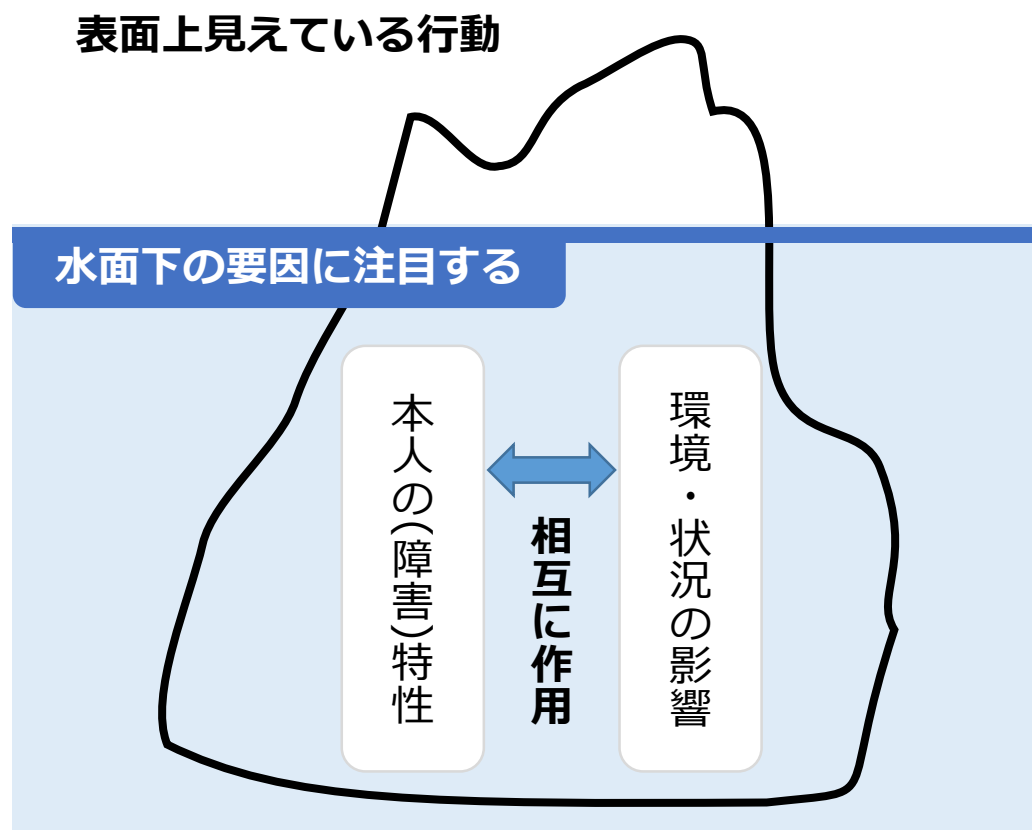 表面上見えている行動
水面下の要因に注目する
本人の(障害)特性
相互に作用
環境・状況の影響